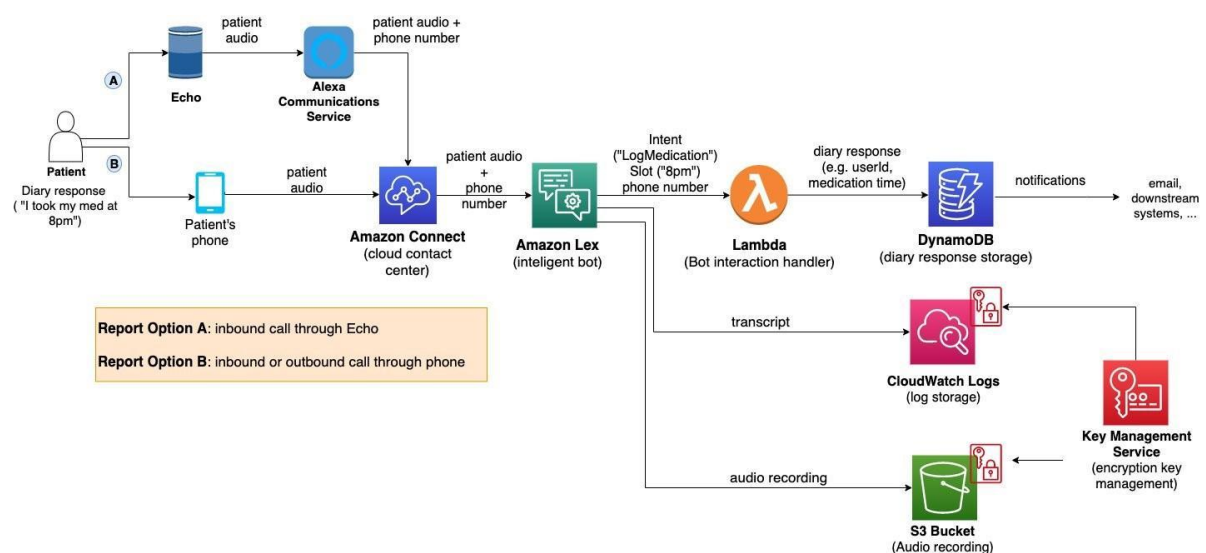 patient
audio
patient audio +
phone number
A
Echo
Alexa
Communications
Service
B
Patient
Diary response
( "I took my med at
8pm")
Patient's
phone
patient
audio
Amazon Connect
(cloud contact
center)
patient audio
+
phone
number
Amazon Lex
(inteligent bot)
Intent
("LogMedication")
Slot ("8pm")
phone number
Lambda
(Bot interaction handler)
diary response
(e.g. userId,
medication time)
DynamoDB
(diary response storage)
notifications
email,
downstream
systems, ...
Report Option A: inbound call through Echo
Report Option B: inbound or outbound call through phone
transcript
CloudWatch Logs
(log storage)
Key Management
Service
(encryption key
management)
audio recording
S3 Bucket
(Audio recording)